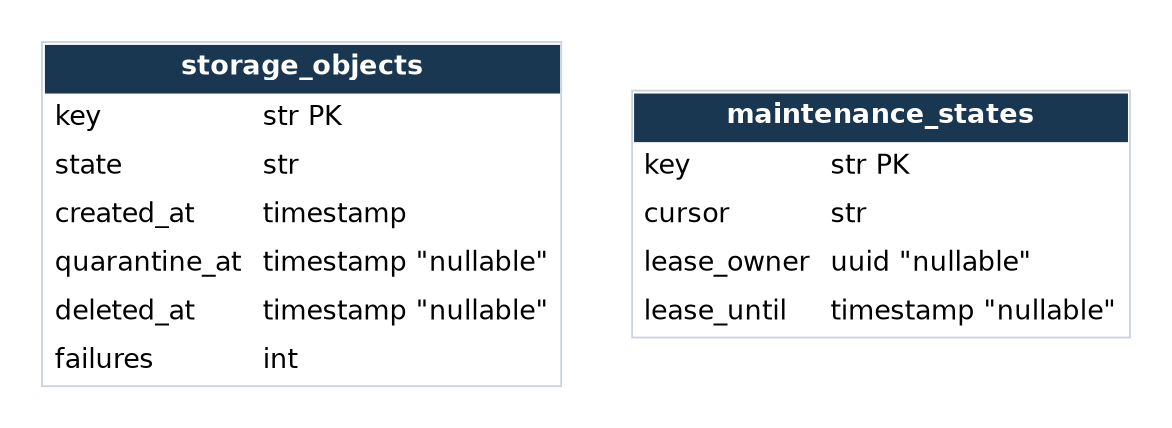 storage_objects
key str PK
state str
created_at timestamp
quarantine_at timestamp "nullable"
deleted_at timestamp "nullable"
failures int
maintenance_states
key str PK
cursor str
lease_owner uuid "nullable"
lease_until timestamp "nullable"